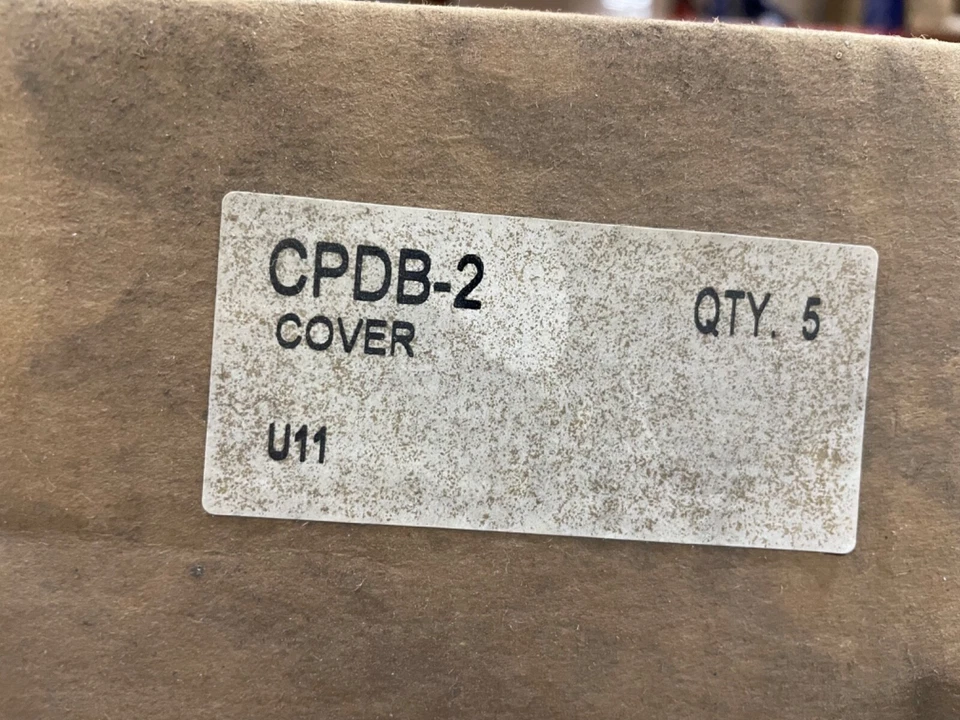 CPDB-2
COVER
QTY. 5
U11